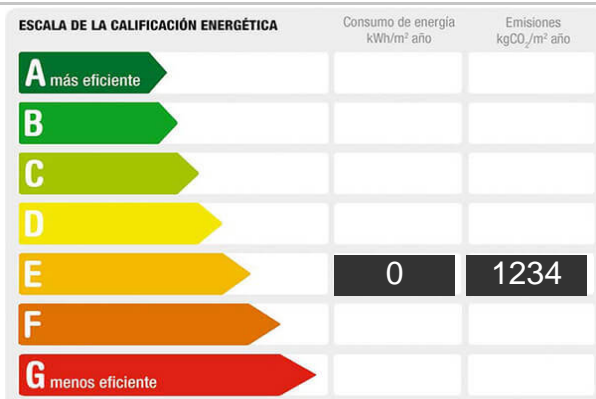 ESCALA DE LA CALIFICACIÓN ENERGÉTICA
Consumo de energía
kWh/m² año
Emisiones
kgCO₂/m² año
A más eficiente
B
C
D
E 0 1234
F
G menos eficiente